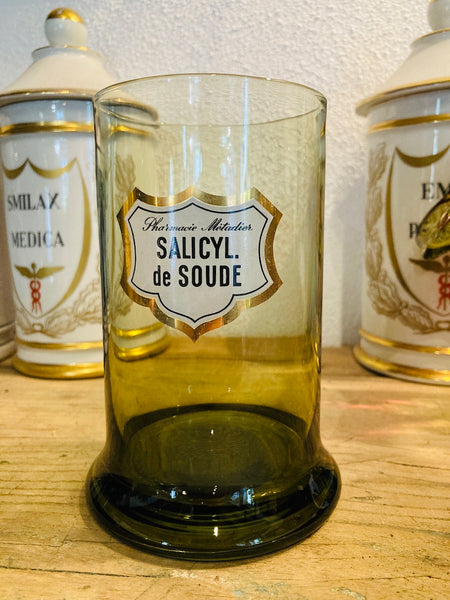 SMILAX
MEDICA
Pharmacie Métadier
SALICYL.
de SOUDE